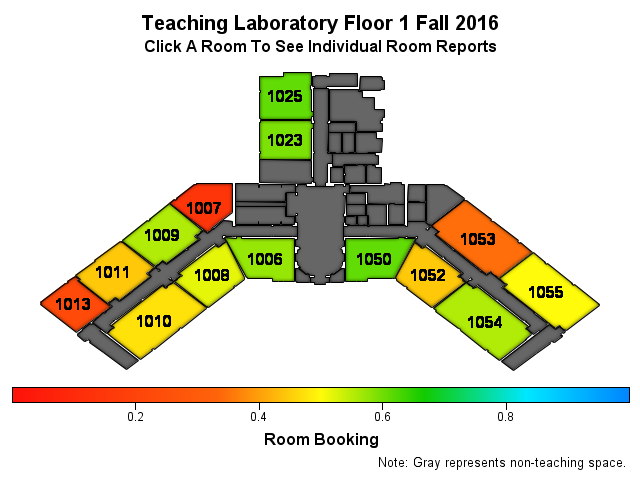 Teaching Laboratory Floor 1 Fall 2016
Click A Room To See Individual Room Reports
1025
1023
1007
1009
1053
1011
1006
1050
1008
1052
1055
1013
1010
1054
0.2 0.4 0.6 0.8
Room Booking
Note: Gray represents non-teaching space.